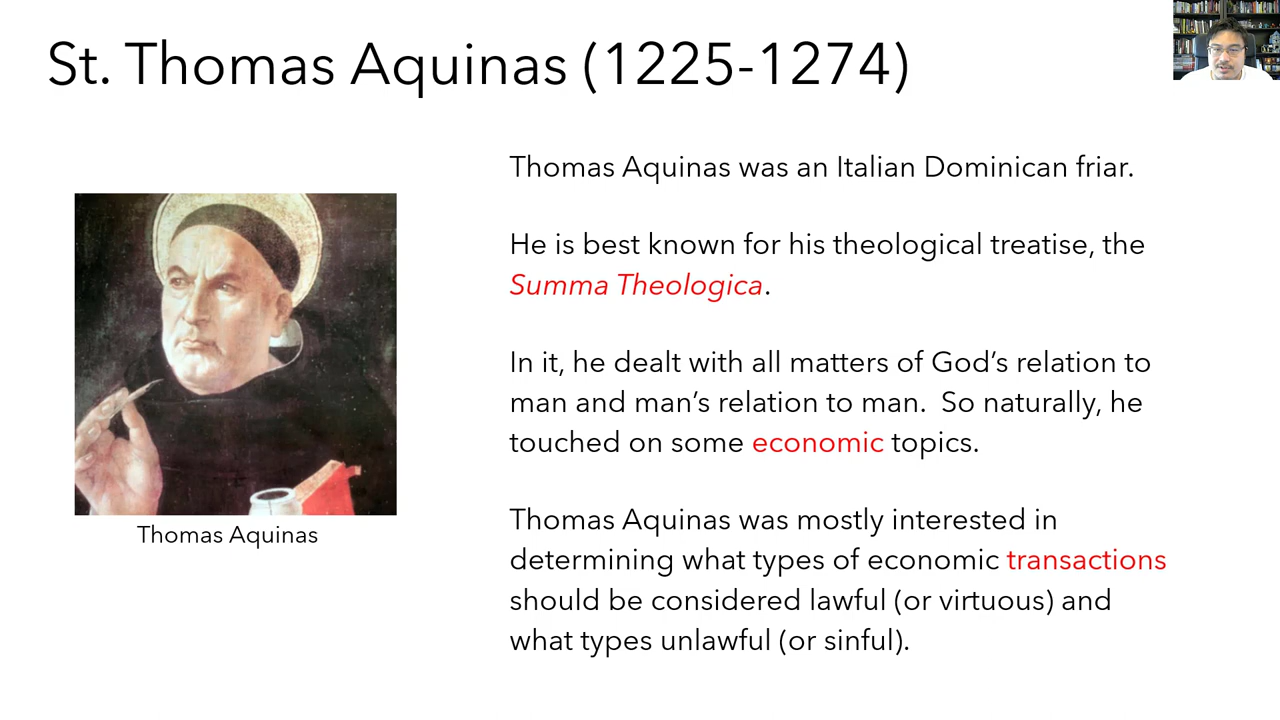 St. Thomas Aquinas (1225-1274)
Thomas Aquinas was an Italian Dominican friar.
He is best known for his theological treatise, the
Summa Theologica.
In it, he dealt with all matters of God’s relation to
man and man’s relation to man.  So naturally, he
touched on some economic topics.
Thomas Aquinas was mostly interested in
determining what types of economic transactions
should be considered lawful (or virtuous) and
what types unlawful (or sinful).
Thomas Aquinas